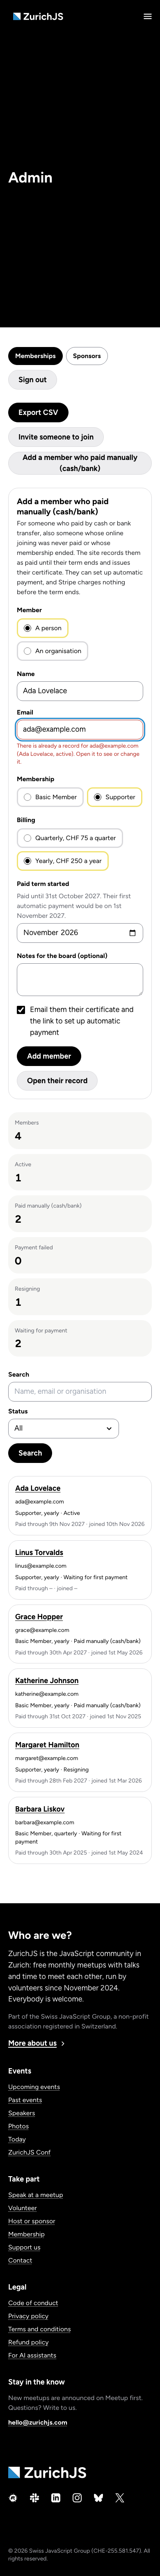 ZurichJS
Admin
Memberships
Sponsors
Sign out
Export CSV
Invite someone to join
Add a member who paid manually
(cash/bank)
Add a member who paid
manually (cash/bank)
For someone who paid by cash or bank
transfer, also someone whose online
joining was never paid or whose
membership ended. The site records them
as paid until their term ends and issues
their certificate. They can set up automatic
payment, and Stripe charges nothing
before the term ends.
Member
A person
An organisation
Name
Ada Lovelace
Email
ada@example.com
There is already a record for ada@example.com
(Ada Lovelace, active). Open it to see or change
it.
Membership
Basic Member
Supporter
Billing
Quarterly, CHF 75 a quarter
Yearly, CHF 250 a year
Paid term started
Paid until 31 October 2027. Their first
automatic payment would be on 1st
November 2027.
November 2026
Notes for the board (optional)
Email them their certificate and
the link to set up automatic
payment
Add member
Open their record
Members
4
Active
1
Paid manually (cash/bank)
2
Payment failed
0
Resigning
1
Waiting for payment
2
Search
Name, email or organisation
Status
All
Search
Ada Lovelace
ada@example.com
Supporter, yearly · Active
Paid through 9th Nov 2027 · joined 10th Nov 2026
Linus Torvalds
linus@example.com
Supporter, yearly · Waiting for first payment
Paid through – · joined –
Grace Hopper
grace@example.com
Basic Member, yearly · Paid manually (cash/bank)
Paid through 30th Apr 2027 · joined 1st May 2026
Katherine Johnson
katherine@example.com
Basic Member, yearly · Paid manually (cash/bank)
Paid through 31st Oct 2027 · joined 1st Nov 2025
Margaret Hamilton
margaret@example.com
Supporter, yearly · Resigning
Paid through 28th Feb 2027 · joined 1st Mar 2026
Barbara Liskov
barbara@example.com
Basic Member, quarterly · Waiting for first
payment
Paid through 30th Apr 2025 · joined 1st May 2024
Who are we?
ZurichJS is the JavaScript community in
Zurich: free monthly meetups with talks
and time to meet each other, run by
volunteers since November 2024.
Everybody is welcome.
Part of the Swiss JavaScript Group, a non-profit
association registered in Switzerland.
More about us
Events
Upcoming events
Past events
Speakers
Photos
Today
ZurichJS Conf
Take part
Speak at a meetup
Volunteer
Host or sponsor
Membership
Support us
Contact
Legal
Code of conduct
Privacy policy
Terms and conditions
Refund policy
For AI assistants
Stay in the know
New meetups are announced on Meetup first.
Questions? Write to us.
hello@zurichjs.com
ZurichJS
© 2026 Swiss JavaScript Group (CHE-255.581.547). All
rights reserved.